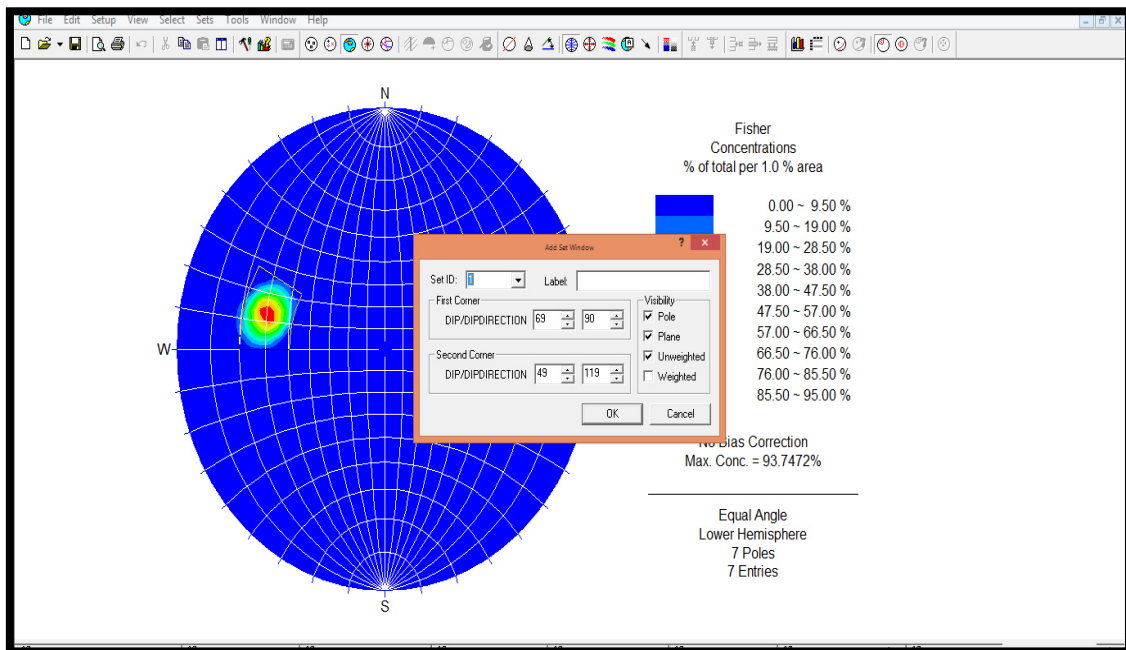 File Edit Setup View Select Sets Tools Window Help
N
W
S
Fisher
Concentrations
% of total per 1.0 % area
0.00 ~ 9.50 %
9.50 ~ 19.00 %
19.00 ~ 28.50 %
28.50 ~ 38.00 %
38.00 ~ 47.50 %
47.50 ~ 57.00 %
57.00 ~ 66.50 %
66.50 ~ 76.00 %
76.00 ~ 85.50 %
85.50 ~ 95.00 %
Add Set Window
? x
Set ID: 1 Label:
First Corner
DIP/DIPDIRECTION 69 90
Second Corner
DIP/DIPDIRECTION 49 119
Visibility
Pole
Plane
Unweighted
Weighted
OK Cancel
No Bias Correction
Max. Conc. = 93.7472%
Equal Angle
Lower Hemisphere
7 Poles
7 Entries